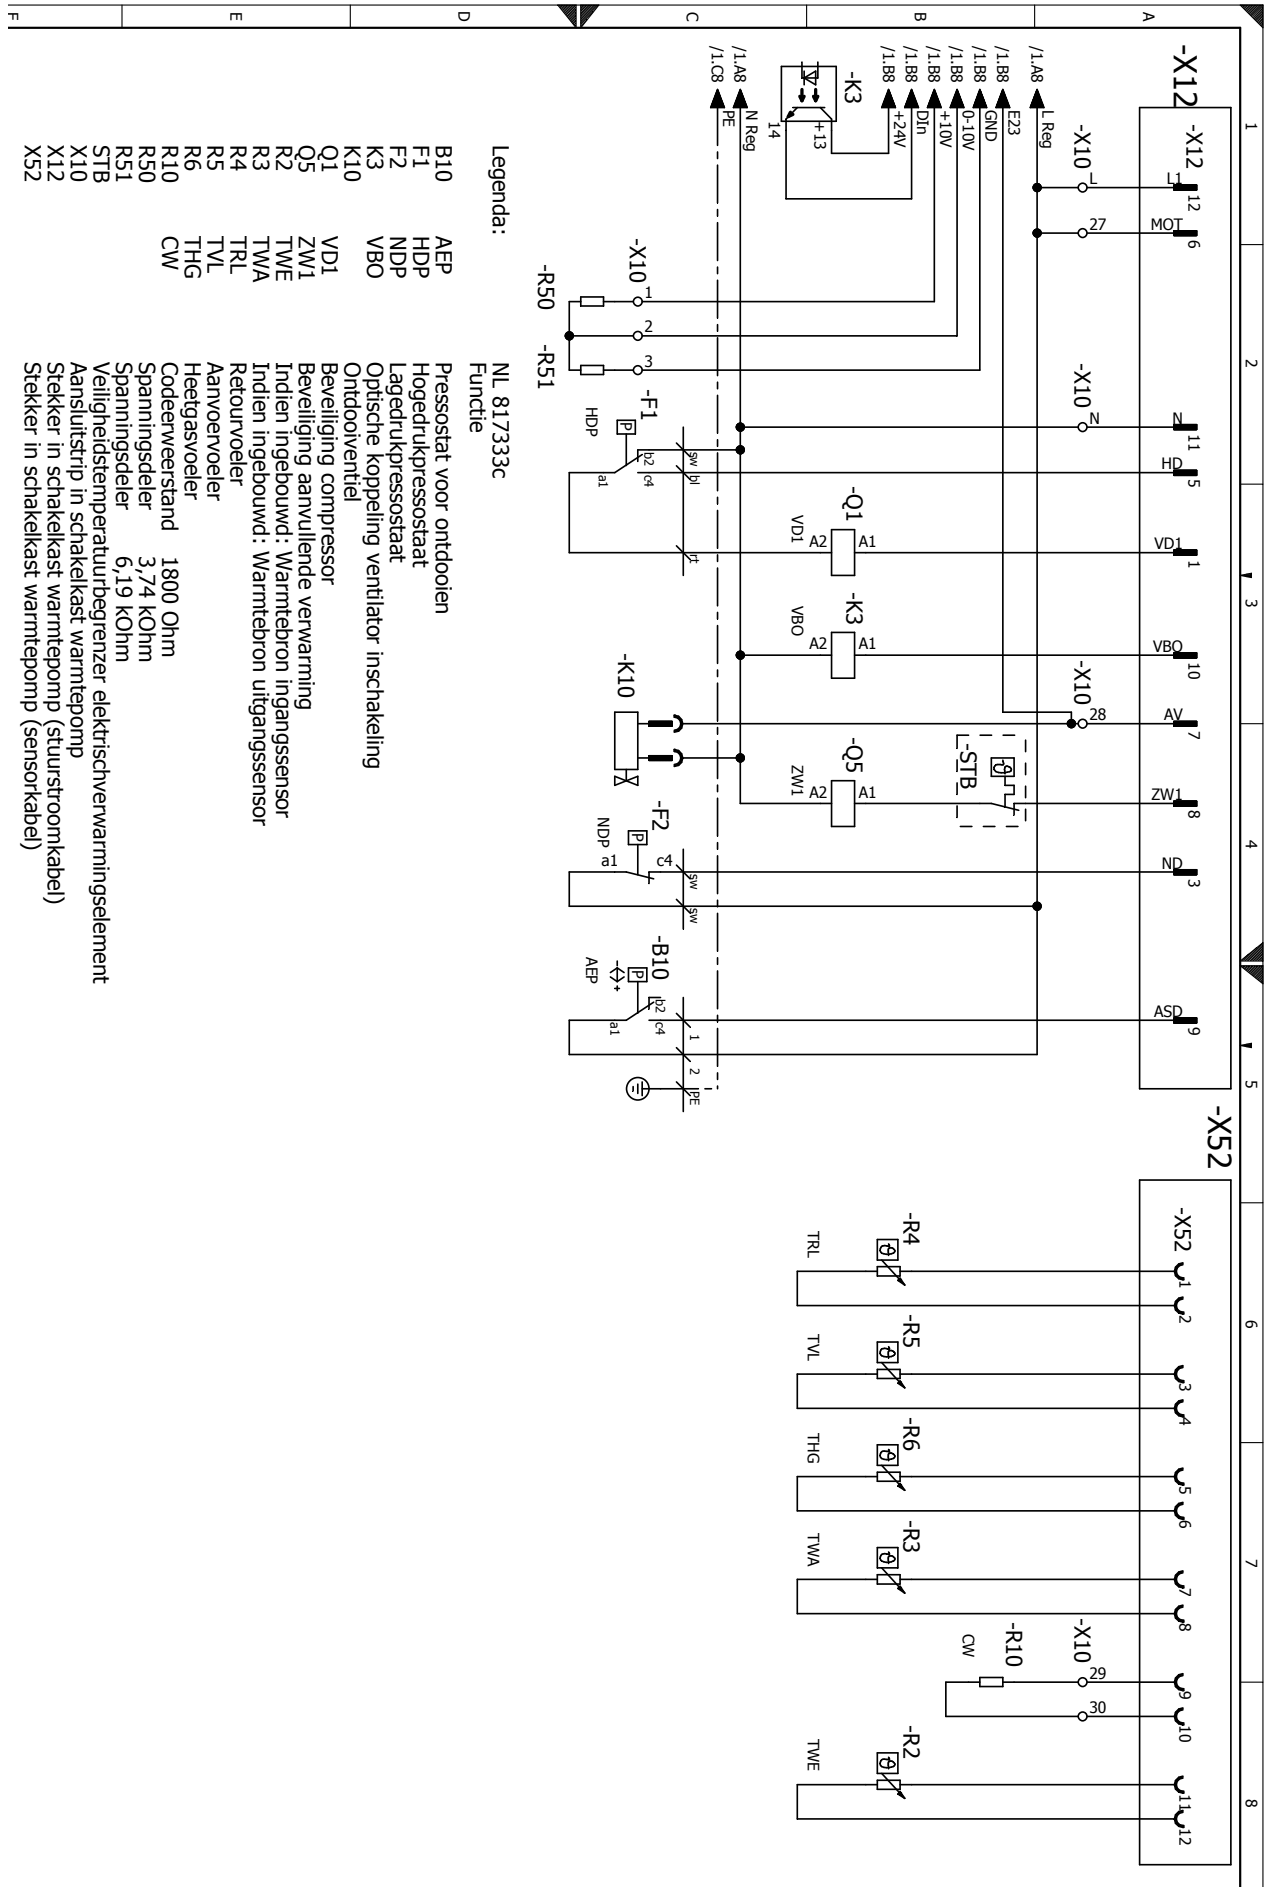 1
2
3
4
5
6
7
8
A
B
C
D
E
F
-X12
-X52
-X12
L1
12
MOT
6
N
11
HD
5
VD1
1
VBO
10
AV
7
ZW1
8
ND
3
ASD
9
-X52
1
2
3
4
5
6
7
8
9
10
11
12
-X10
L
27
-X10
N
-X10
28
-X10
29
30
/1.A8
L Reg
/1.B8
E23
/1.B8
GND
/1.B8
0-10V
/1.B8
+10V
/1.B8
DIn
/1.B8
+24V
-K3
+13
14
/1.A8
N Reg
/1.C8
PE
-X10
1
2
3
-R50
-R51
-Q1
A1
A2
VD1
-K3
A1
A2
VBO
-STB
-Q5
A1
A2
ZW1
-F1
HDP
P
b2
c4
a1
sw
bl
rt
-K10
-F2
NDP
P
a1
c4
sw
sw
-B10
AEP
P
b2
c4
a1
1
2
PE
-R4
TRL
-R5
TVL
-R6
THG
-R3
TWA
-R10
CW
-R2
TWE
Legenda:
NL 817333c
Functie
B10 AEP Pressostat voor ontdooien
F1 HDP Hogedrukpressostaat
F2 NDP Lagedrukpressostaat
K3 VBO Optische koppeling ventilator inschakeling
K10 Ontdooiventiel
Q1 VD1 Beveiliging compressor
Q5 ZW1 Beveiliging aanvullende verwarming
R2 TWE Indien ingebouwd: Warmtebron ingangssensor
R3 TWA Indien ingebouwd: Warmtebron uitgangssensor
R4 TRL Retourvoeler
R5 TVL Aanvoervoeler
R6 THG Heetgasvoeler
R10 CW Codeerweerstand 1800 Ohm
R50 Spanningsdeler 3,74 kOhm
R51 Spanningsdeler 6,19 kOhm
STB Veiligheidstemperatuurbegrenzer elektrischverwarmingselement
X10 Aansluitstrip in schakelkast warmtepomp
X12 Stekker in schakelkast warmtepomp (stuurstroomkabel)
X52 Stekker in schakelkast warmtepomp (sensorkabel)